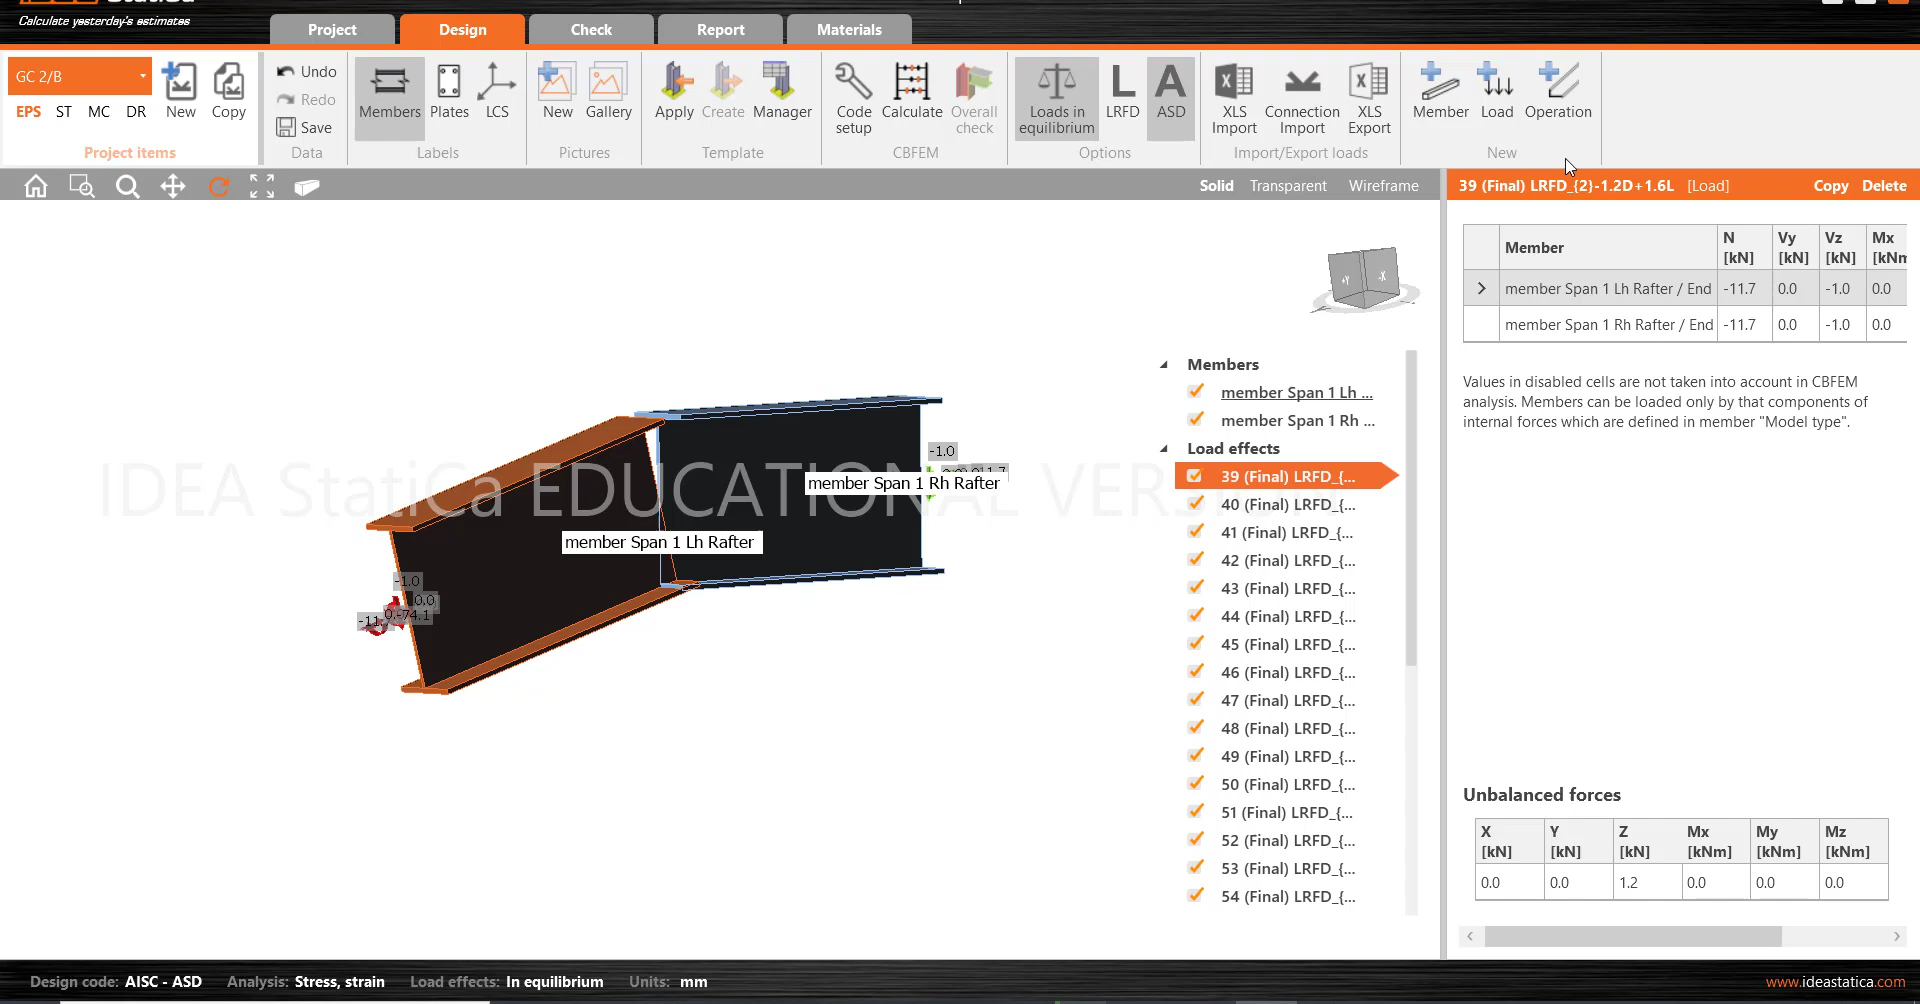 Calculate yesterday's estimates
Project
Design
Check
Report
Materials
GC 2/B
EPS ST MC DR
New
Copy
Project items
Undo
Redo
Save
Data
Members
Plates
LCS
Labels
New
Gallery
Pictures
Apply
Create
Manager
Template
Code setup
Calculate
Overall check
CBFEM
Loads in equilibrium
LRFD
ASD
Options
XLS Import
Connection Import
XLS Export
Import/Export loads
Member
Load
Operation
New
Solid Transparent Wireframe
39 (Final) LRFD_{2}-1.2D+1.6L [Load] Copy Delete
Member N [kN] Vy [kN] Vz [kN] Mx
member Span 1 Lh Rafter / End -11.7 0.0 -1.0 0.0
member Span 1 Rh Rafter / End -11.7 0.0 -1.0 0.0
Values in disabled cells are not taken into account in CBFEM
analysis. Members can be loaded only by that components of
internal forces which are defined in member "Model type".
+Y
-X
Members
member Span 1 Lh ...
member Span 1 Rh ...
Load effects
39 (Final) LRFD_{...
40 (Final) LRFD_{...
41 (Final) LRFD_{...
42 (Final) LRFD_{...
43 (Final) LRFD_{...
44 (Final) LRFD_{...
45 (Final) LRFD_{...
46 (Final) LRFD_{...
47 (Final) LRFD_{...
48 (Final) LRFD_{...
49 (Final) LRFD_{...
50 (Final) LRFD_{...
51 (Final) LRFD_{...
52 (Final) LRFD_{...
53 (Final) LRFD_{...
54 (Final) LRFD_{...
IDEA StatiCa EDUCATIONAL VERSION
-1.0
member Span 1 Rh Rafter
member Span 1 Lh Rafter
-1.0
0.0
-74.1
Unbalanced forces
X [kN] Y [kN] Z [kN] Mx [kNm] My [kNm] Mz [kNm]
0.0 0.0 1.2 0.0 0.0 0.0
Design code: AISC - ASD Analysis: Stress, strain Load effects: In equilibrium Units: mm
www.ideastatica.com